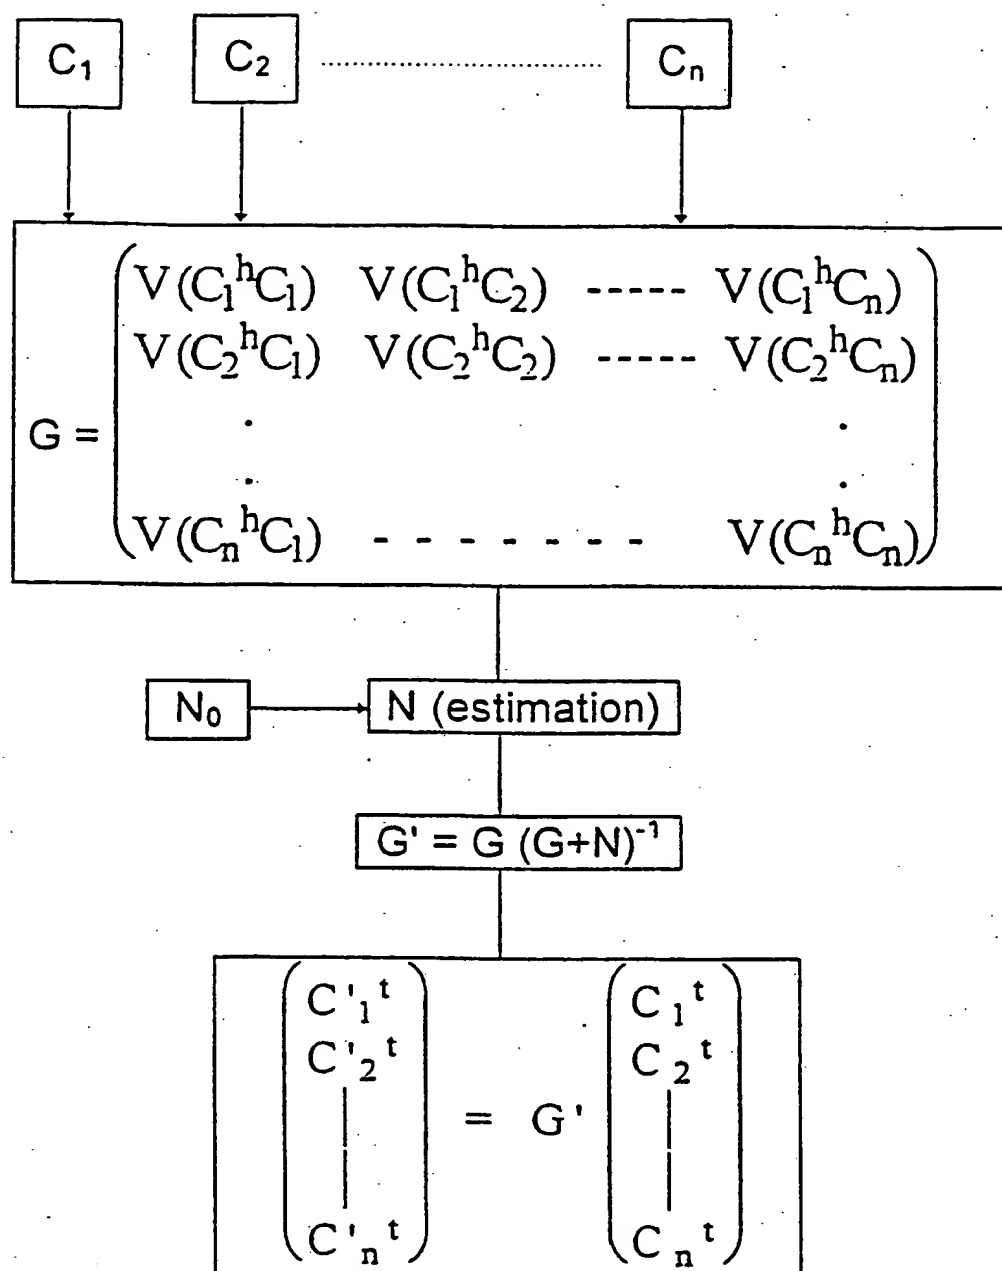 C₁ C₂ ........................ Cₙ
V(C₁ʰC₁) V(C₁ʰC₂) ----- V(C₁ʰCₙ)
V(C₂ʰC₁) V(C₂ʰC₂) ----- V(C₂ʰCₙ)
G =
V(CₙʰC₁) - - - - - - - V(CₙʰCₙ)
N₀ N (estimation)
G' = G (G+N)⁻¹
C'₁ᵗ C₁ᵗ
C'₂ᵗ C₂ᵗ
= G'
C'ₙᵗ Cₙᵗ